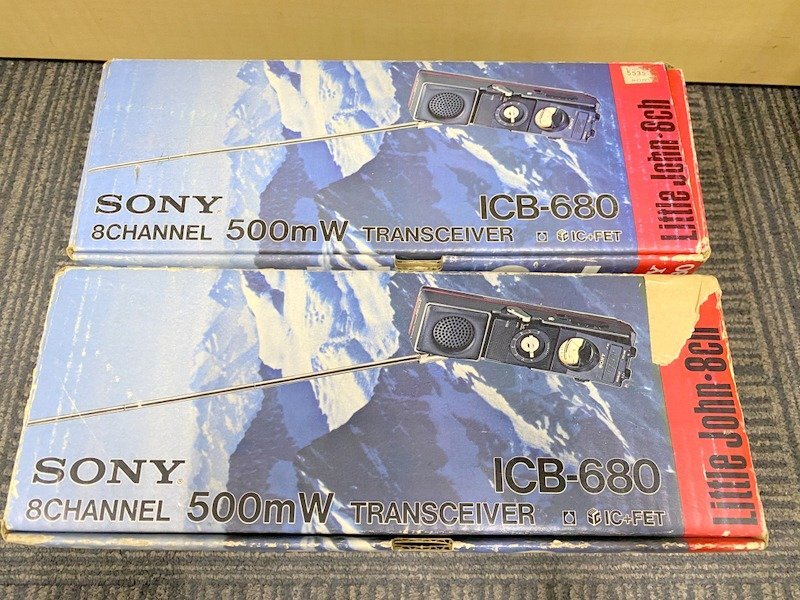 5535
SONY
ICB-680
8CHANNEL 500mW TRANSCEIVER IC+FET
Little John·8ch
SONY
ICB-680
8CHANNEL 500mW TRANSCEIVER IC+FET
Little John·8ch